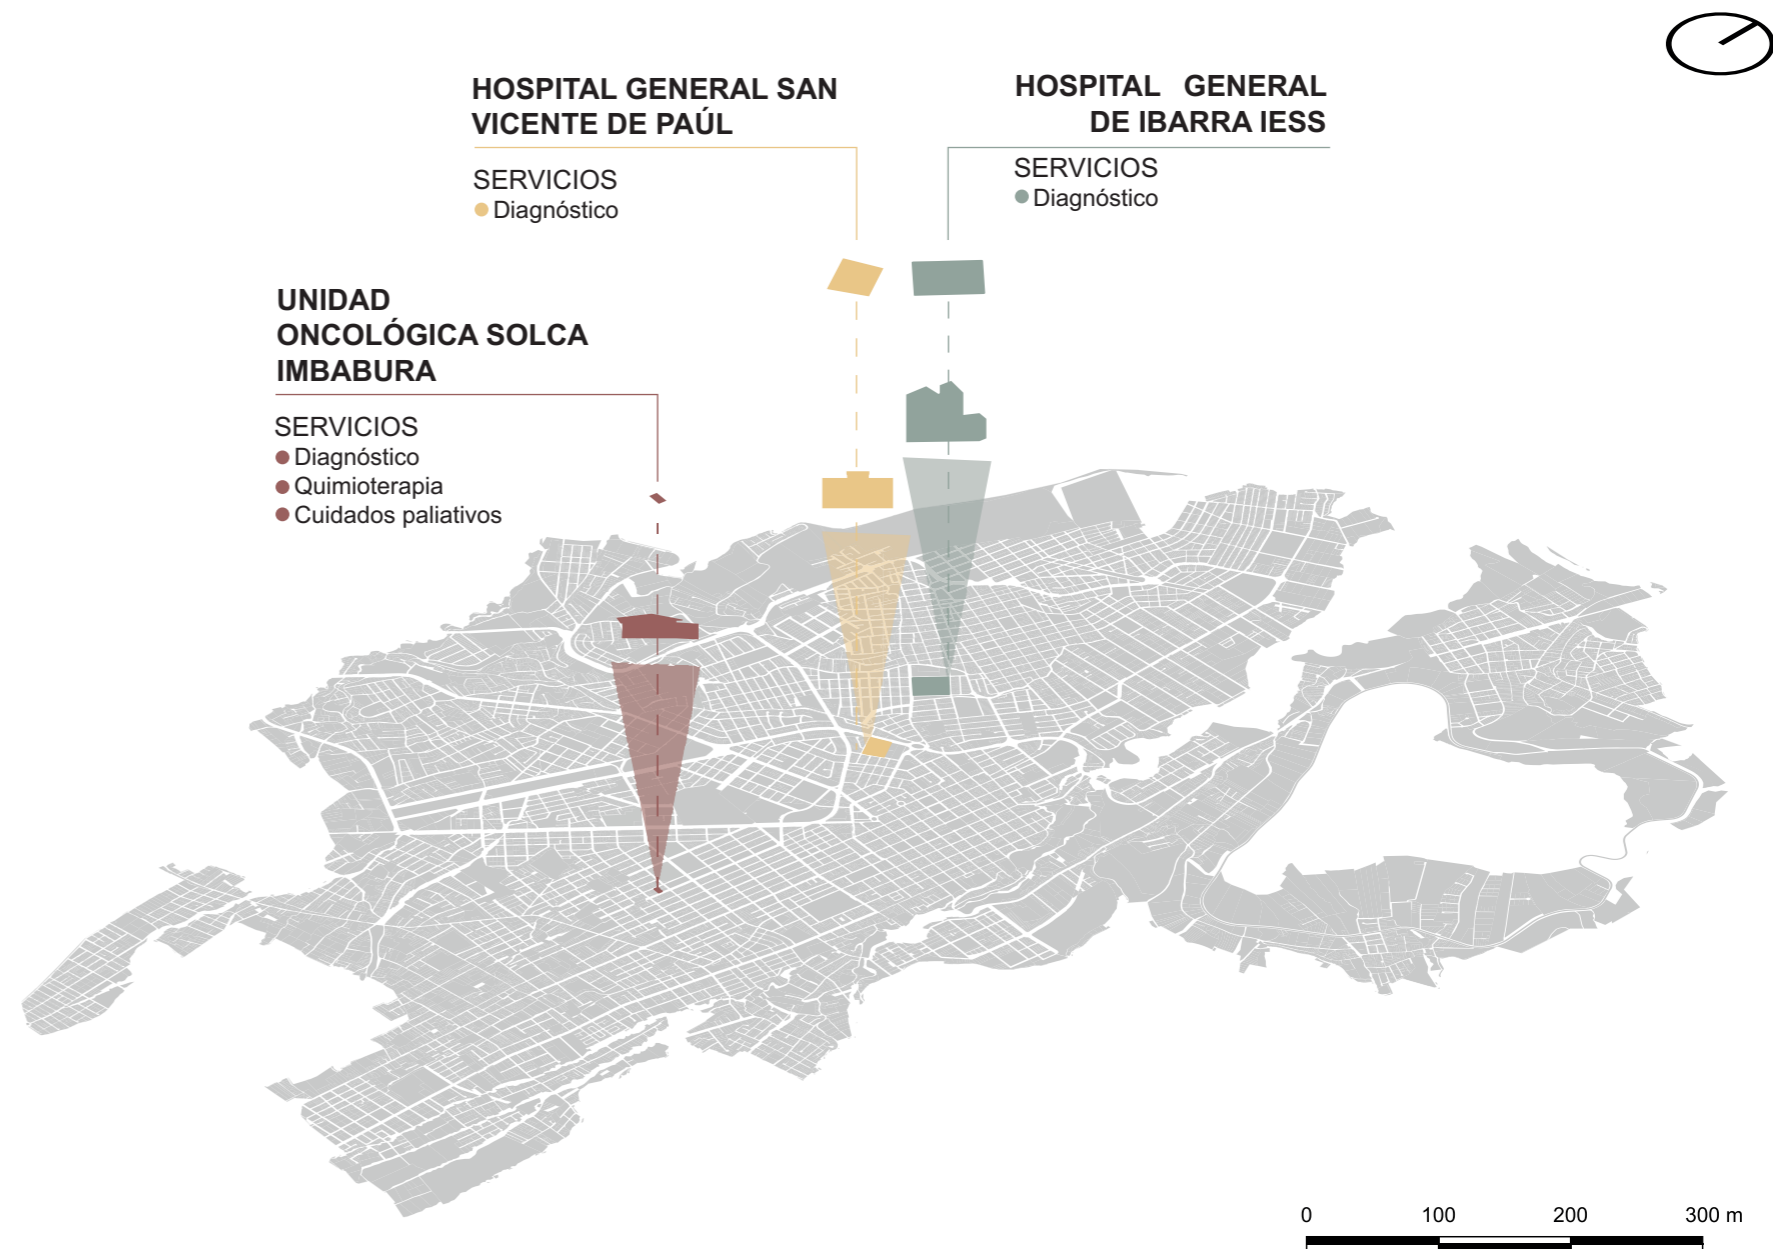 HOSPITAL GENERAL SAN
VICENTE DE PAÚL
SERVICIOS
Diagnóstico
HOSPITAL GENERAL
DE IBARRA IESS
SERVICIOS
Diagnóstico
UNIDAD
ONCOLÓGICA SOLCA
IMBABURA
SERVICIOS
Diagnóstico
Quimioterapia
Cuidados paliativos
0 100 200 300 m